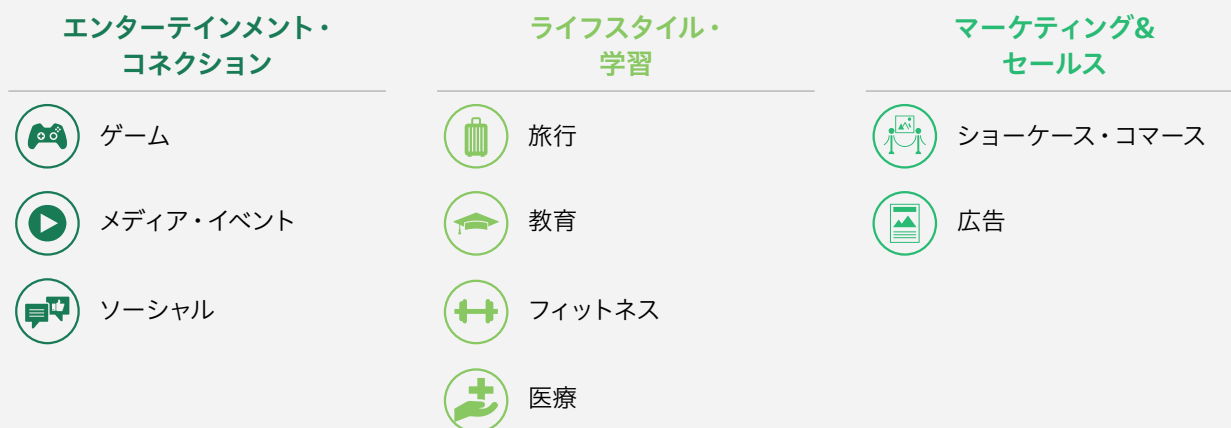 エンターテインメント・
コネクション
ゲーム
メディア・イベント
ソーシャル
ライフスタイル・
学習
旅行
教育
フィットネス
医療
マーケティング&
セールス
ショーケース・コマース
広告